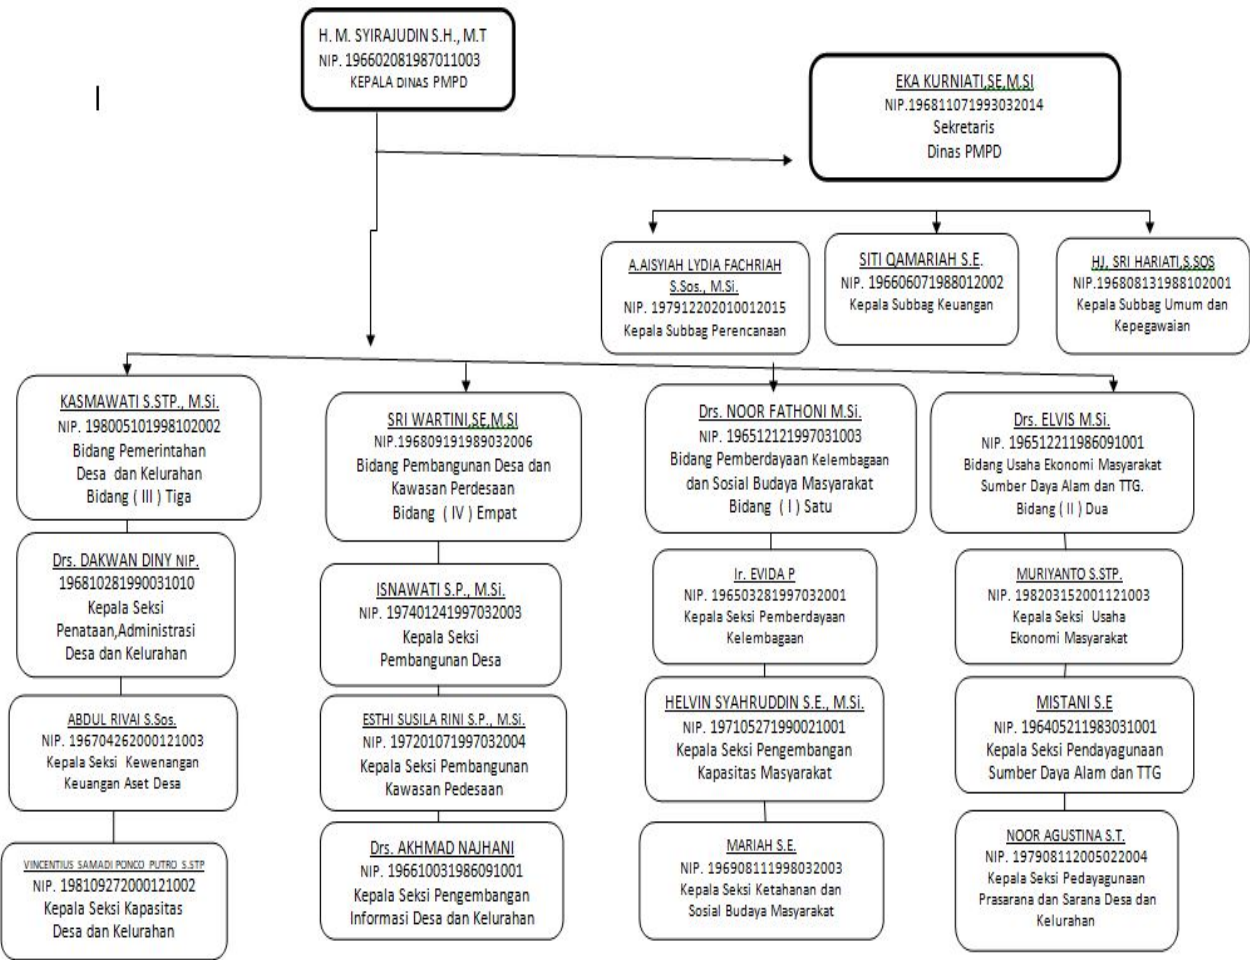 H. M. SYIRAJUDIN S.H., M.T
NIP. 196602081987011003
KEPALA DINAS PMPD
EKA KURNIATI,SE,M.SI
NIP.196811071993032014
Sekretaris
Dinas PMPD
A.AISYIAH LYDIA FACHRIAH
S.Sos., M.Si.
NIP. 197912202010012015
Kepala Subbag Perencanaan
SITI QAMARIAH S.E.
NIP. 196606071988012002
Kepala Subbag Keuangan
HJ, SRI HARIATI,S.SOS
NIP.196808131988102001
Kepala Subbag Umum dan
Kepegawaian
KASMAWATI S.STP., M.Si.
NIP. 198005101998102002
Bidang Pemerintahan
Desa dan Kelurahan
Bidang ( III ) Tiga
SRI WARTINI,SE,M,SI
NIP.196809191989032006
Bidang Pembangunan Desa dan
Kawasan Perdesaan
Bidang ( IV ) Empat
Drs. NOOR FATHONI M.Si.
NIP. 196512121997031003
Bidang Pemberdayaan Kelembagaan
dan Sosial Budaya Masyarakat
Bidang ( I ) Satu
Drs. ELVIS M.Si.
NIP. 196512211986091001
Bidang Usaha Ekonomi Masyarakat
Sumber Daya Alam dan TTG.
Bidang ( II ) Dua
Drs. DAKWAN DINY NIP.
196810281990031010
Kepala Seksi
Penataan,Administrasi
Desa dan Kelurahan
ISNAWATI S.P., M.Si.
NIP. 197401241997032003
Kepala Seksi
Pembangunan Desa
Ir. EVIDA P
NIP. 196503281997032001
Kepala Seksi Pemberdayaan
Kelembagaan
MURIYANTO S.STP.
NIP. 198203152001121003
Kepala Seksi Usaha
Ekonomi Masyarakat
ABDUL RIVAI S.Sos.
NIP. 196704262000121003
Kepala Seksi Kewenangan
Keuangan Aset Desa
ESTHI SUSILA RINI S.P., M.Si.
NIP. 197201071997032004
Kepala Seksi Pembangunan
Kawasan Pedesaan
HELVIN SYAHRUDDIN S.E., M.Si.
NIP. 197105271990021001
Kepala Seksi Pengembangan
Kapasitas Masyarakat
MISTANI S.E
NIP. 196405211983031001
Kepala Seksi Pendayagunaan
Sumber Daya Alam dan TTG
VINCENTIUS SAMADI PONCO PUTRO S.STP
NIP. 198109272000121002
Kepala Seksi Kapasitas
Desa dan Kelurahan
Drs. AKHMAD NAJHANI
NIP. 196610031986091001
Kepala Seksi Pengembangan
Informasi Desa dan Kelurahan
MARIAH S.E.
NIP. 196908111998032003
Kepala Seksi Ketahanan dan
Sosial Budaya Masyarakat
NOOR AGUSTINA S.T.
NIP. 197908112005022004
Kepala Seksi Pedayagunaan
Prasarana dan Sarana Desa dan
Kelurahan